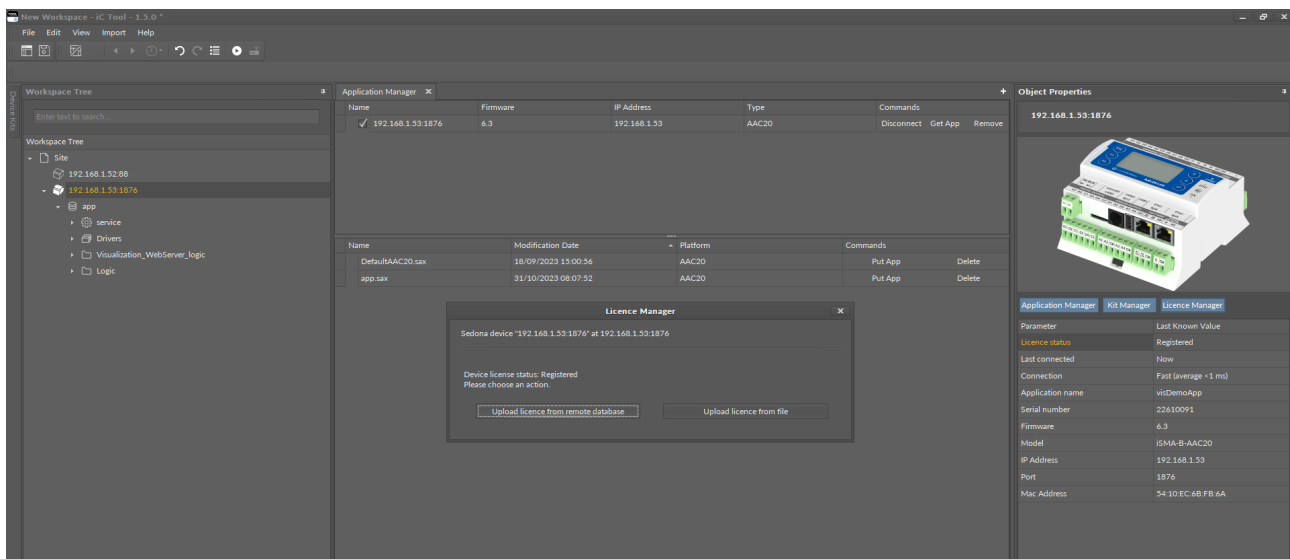 New Workspace - iC Tool - 1.5.0 *
File Edit View Import Help
Device Kits
Workspace Tree
Enter text to search ..
Workspace Tree
Site
192.168.1.52:88
192.168.1.53:1876
app
service
Drivers
Visualization_WebServer_logic
Logic
Application Manager
Name Firmware IP Address Type Commands
192.168.1.53:1876 6.3 192.168.1.53 AAC20 Disconnect Get App Remove
Name Modification Date Platform Commands
DefaultAAC20.sax 18/09/2023 15:00:56 AAC20 Put App Delete
app.sax 31/10/2023 08:07:52 AAC20 Put App Delete
Licence Manager
Sedona device "192.168.1.53:1876" at 192.168.1.53:1876
Device license status: Registered
Please choose an action.
Upload licence from remote database Upload licence from file
Object Properties
192.168.1.53:1876
Application Manager Kit Manager Licence Manager
Parameter Last Known Value
Licence status Registered
Last connected Now
Connection Fast (average <1 ms)
Application name visDemoApp
Serial number 22610091
Firmware 6.3
Model iSMA-B-AAC20
IP Address 192.168.1.53
Port 1876
Mac Address 54:10:EC:6B:FB:6A